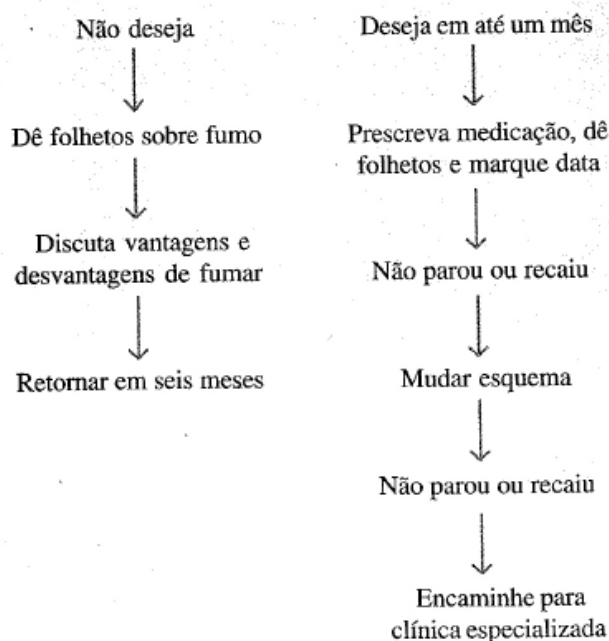 Não deseja
Dê folhetos sobre fumo
Discuta vantagens e
desvantagens de fumar
Retornar em seis meses
Deseja em até um mês
Prescreva medicação, dê
folhetos e marque data
Não parou ou recaiu
Mudar esquema
Não parou ou recaiu
Encaminhe para
clínica especializada